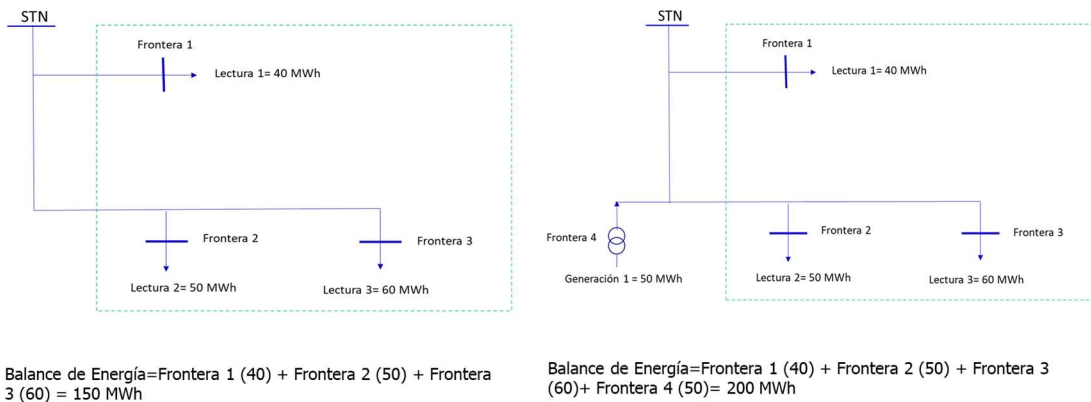 STN
Frontera 1
Lectura 1= 40 MWh
Frontera 2
Frontera 3
Lectura 2= 50 MWh
Lectura 3= 60 MWh
Balance de Energía=Frontera 1 (40) + Frontera 2 (50) + Frontera
3 (60) = 150 MWh
STN
Frontera 1
Lectura 1= 40 MWh
Frontera 4
Frontera 2
Frontera 3
Generación 1 = 50 MWh
Lectura 2= 50 MWh
Lectura 3= 60 MWh
Balance de Energía=Frontera 1 (40) + Frontera 2 (50) + Frontera 3
(60)+ Frontera 4 (50)= 200 MWh